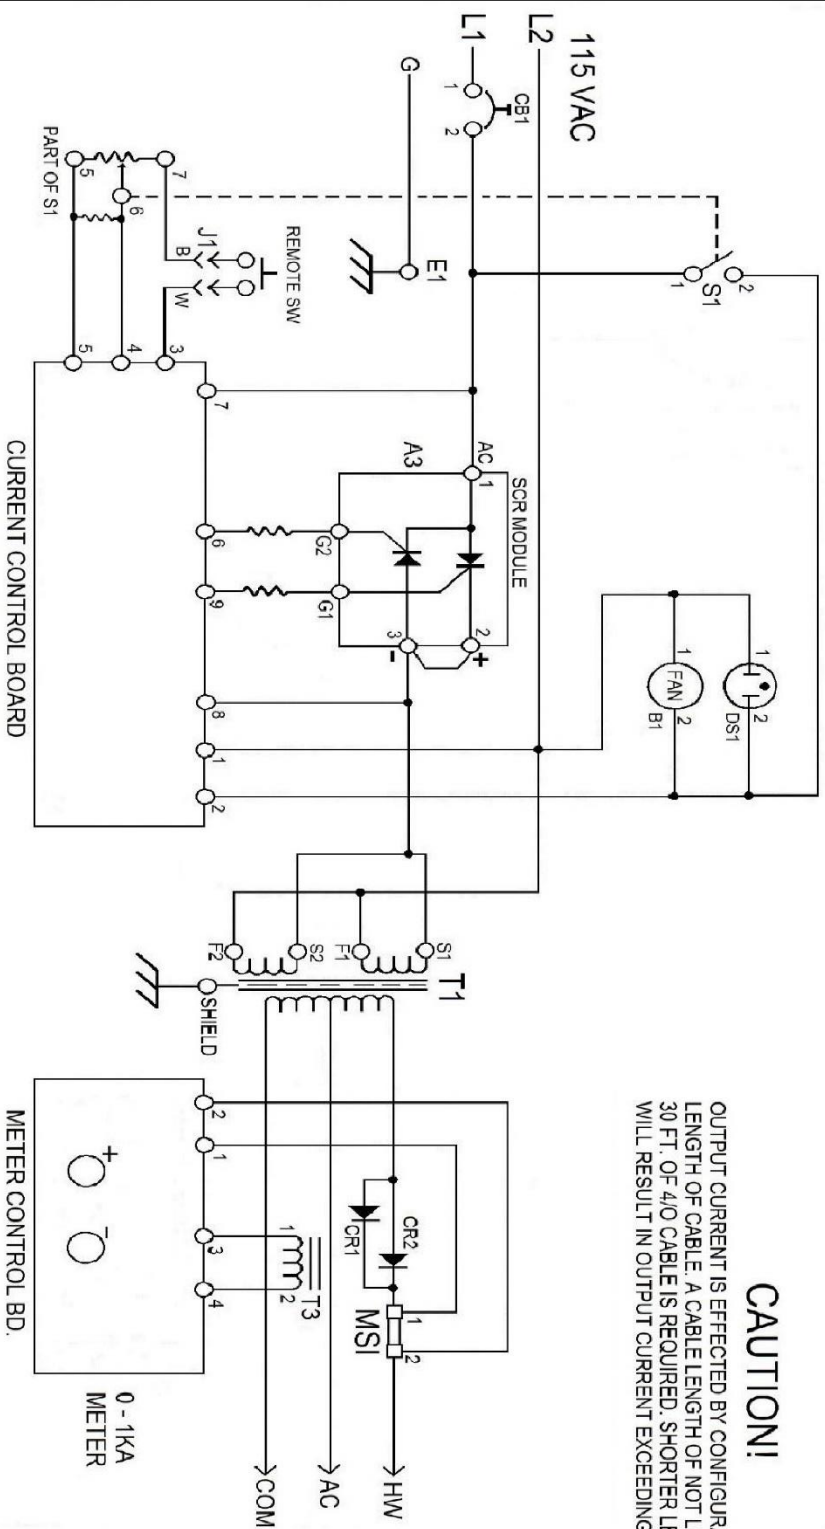 CAUTION!
OUTPUT CURRENT IS EFFECTED BY CONFIGUR
LENGTH OF CABLE. A CABLE LENGTH OF NOT L
30 FT. OF 4/O CABLE IS REQUIRED. SHORTER LE
WILL RESULT IN OUTPUT CURRENT EXCEEDING
115 VAC
L2
L1
G
1
CB1
2
2
S1
1
1
DS1
2
1
FAN
2
B1
E1
SCR MODULE
AC
1
A3
2
+
3
-
G2
G1
REMOTE SW
J1
B
W
7
6
5
PART OF S1
3
4
5
7
6
9
8
1
2
CURRENT CONTROL BOARD
S1
F1
S2
F2
T1
SHIELD
CR2
CR1
1
2
MSI
HW
AC
COM
1
T3
2
2
1
3
4
+
-
METER CONTROL BD.
0 - 1KA
METER